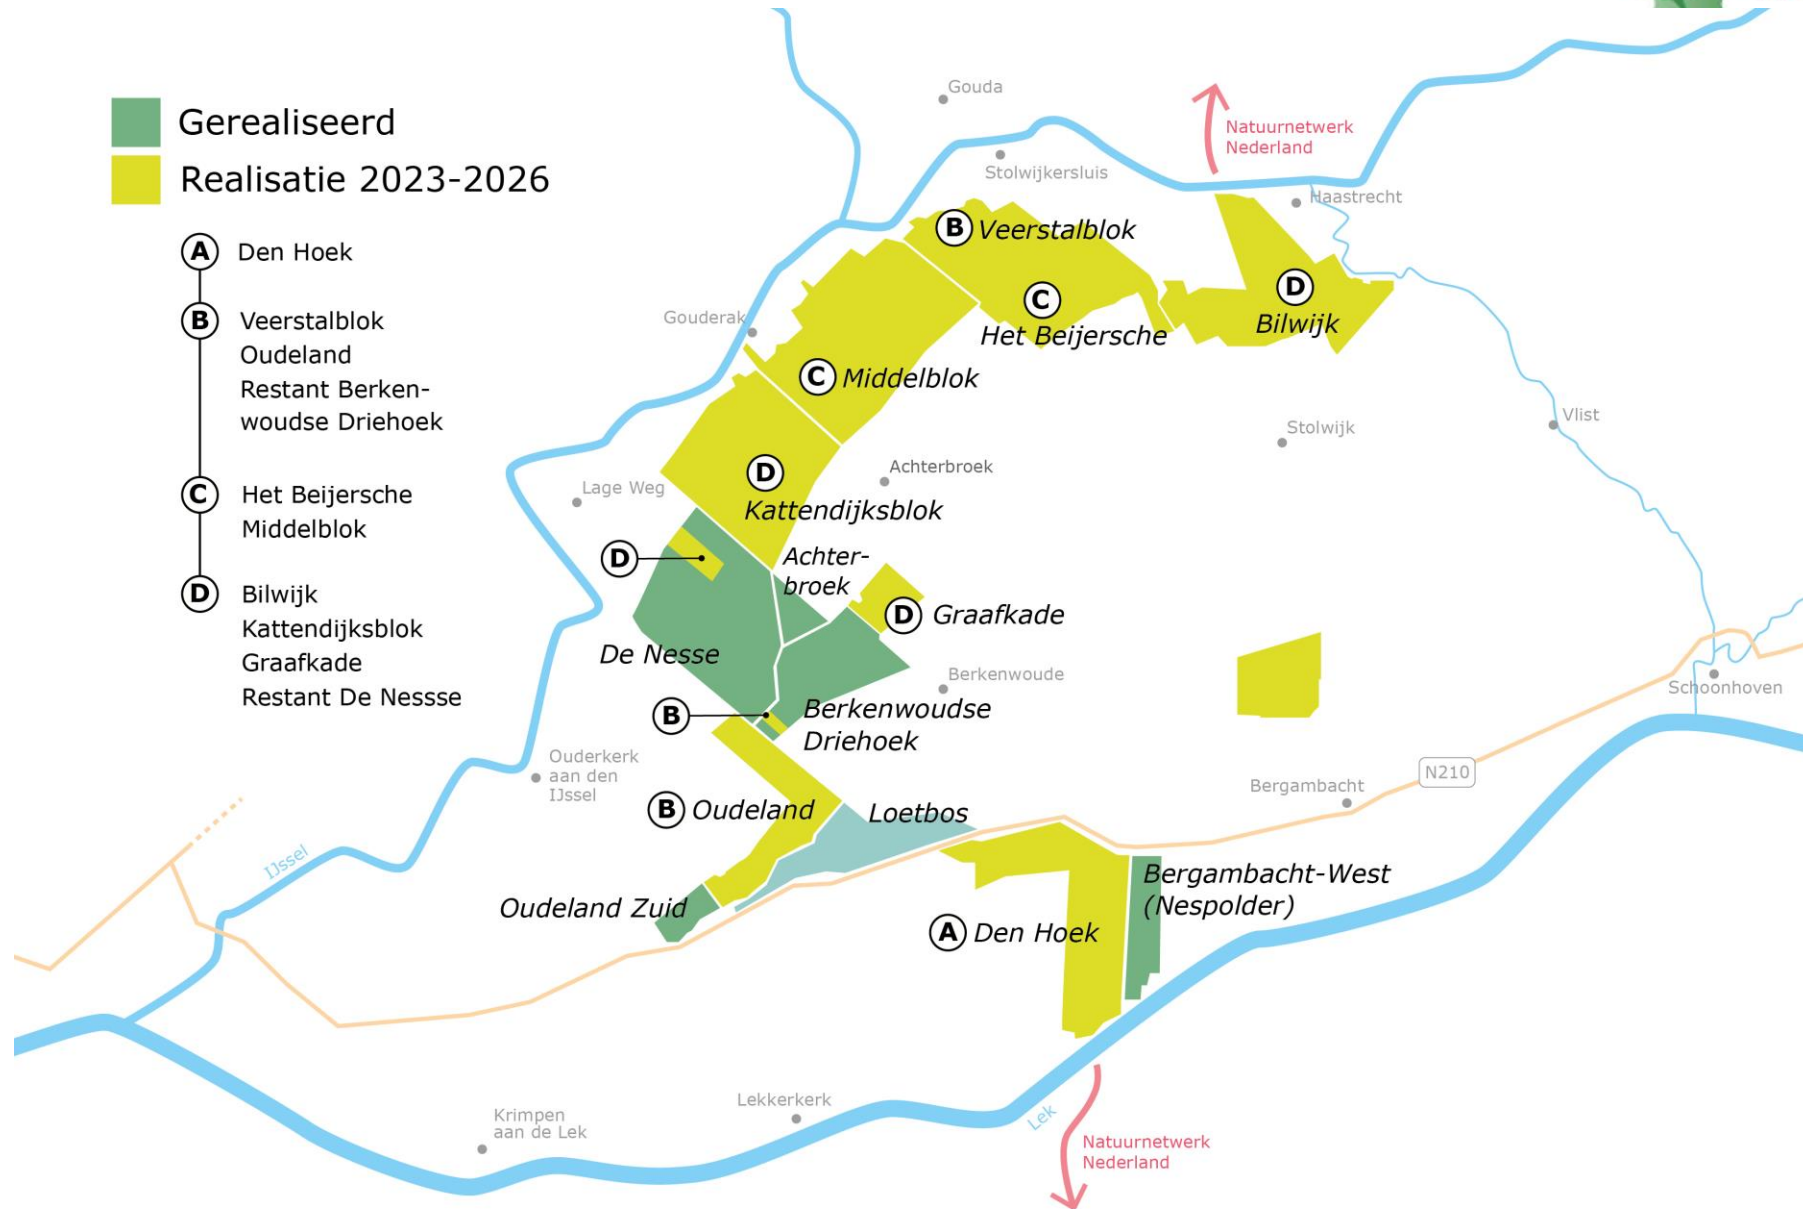 Gerealiseerd
Realisatie 2023-2026
A Den Hoek
B Veerstalblok
Oudeland
Restant Berken-
woudse Driehoek
C Het Beijersche
Middelblok
D Bilwijk
Kattendijksblok
Graafkade
Restant De Nessse
Gouda
Natuurnetwerk
Nederland
Stolwijkersluis
Haastrecht
B Veerstalblok
D
Bilwijk
C
Het Beijersche
Gouderak
C Middelblok
Vlist
Stolwijk
Achterbroek
D
Kattendijksblok
Lage Weg
D
Achter-
broek
D Graafkade
De Nesse
Berkenwoude
Schoonhoven
B
Berkenwoudse
Driehoek
Ouderkerk
aan den
IJssel
N210
Bergambacht
B Oudeland
Loetbos
IJssel
Bergambacht-West
(Nespolder)
Oudeland Zuid
A Den Hoek
Lekkerkerk
Krimpen
aan de Lek
Lek
Natuurnetwerk
Nederland